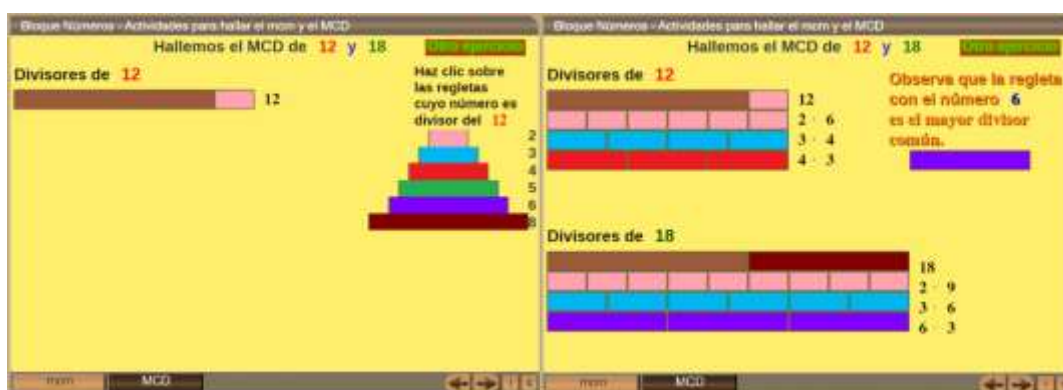 Bloque Números - Actividades para hallar el mcm y el MCD
Hallemos el MCD de 12 y 18
Otro ejercicio
Divisores de 12
12
Haz clic sobre
las regletas
cuyo número es
divisor del 12
2
3
4
5
6
8
mcm
MCD
Bloque Números - Actividades para hallar el mcm y el MCD
Hallemos el MCD de 12 y 18
Otro ejercicio
Divisores de 12
12
2 · 6
3 · 4
4 · 3
Observa que la regleta
con el número 6
es el mayor divisor
común.
Divisores de 18
18
2 · 9
3 · 6
6 · 3
mcm
MCD